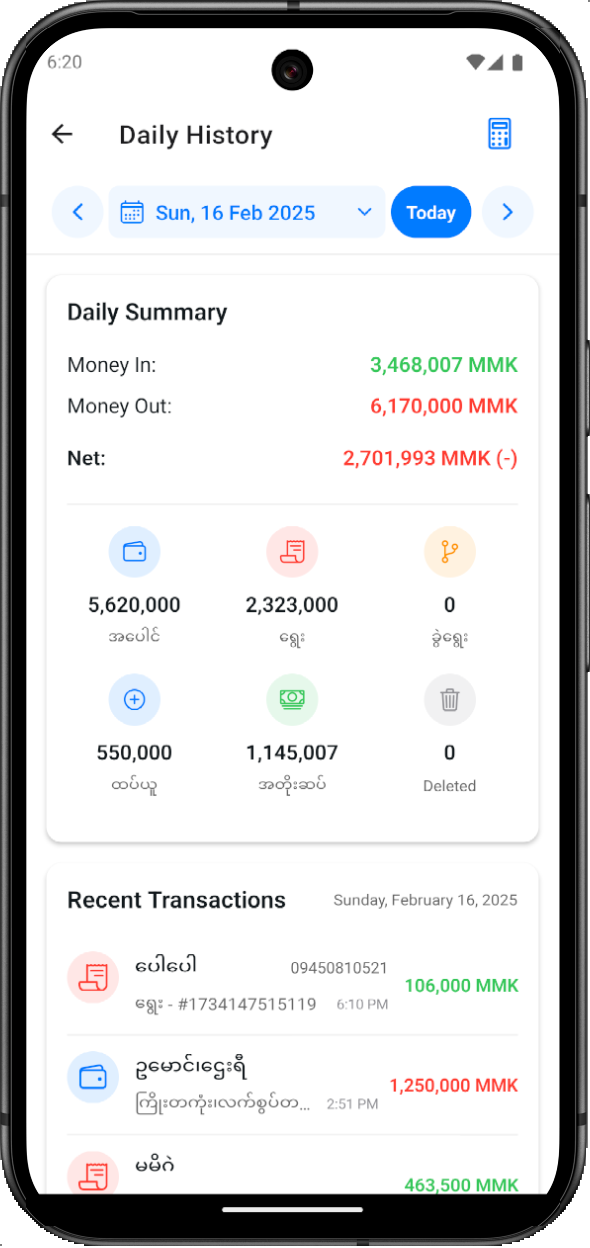 6:20
Daily History
Sun, 16 Feb 2025
Today
Daily Summary
Money In: 3,468,007 MMK
Money Out: 6,170,000 MMK
Net: 2,701,993 MMK (-)
5,620,000 2,323,000 0
အပေါင် ရွေး ခွဲရွေး
550,000 1,145,007 0
ထပ်ယူ အတိုးဆပ် Deleted
Recent Transactions Sunday, February 16, 2025
ပေါပေါ 09450810521 106,000 MMK
ရွေး - #1734147515119 6:10 PM
ဥမောင်၊ဌေးရီ 1,250,000 MMK
ကြိုးတကုံး၊လက်စွပ်တ... 2:51 PM
မမိဂဲ 463,500 MMK